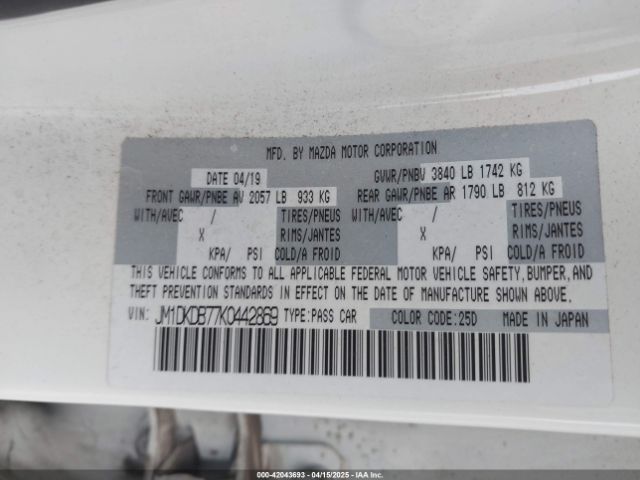 MFD. BY MAZDA MOTOR CORPORATION
DATE 04/19 GVWR/PNBV 3840 LB 1742 KG
FRONT GAWR/PNBE AV 2057 LB 933 KG REAR GAWR/PNBE AR 1790 LB 812 KG
WITH/AVEC / TIRES/PNEUS WITH/AVEC / TIRES/PNEUS
X RIMS/JANTES X RIMS/JANTES
KPA/ PSI COLD/A FROID KPA/ PSI COLD/A FROID
THIS VEHICLE CONFORMS TO ALL APPLICABLE FEDERAL MOTOR VEHICLE SAFETY, BUMPER, AND
THEFT PREVENTION STANDARDS IN EFFECT ON THE DATE OF MANUFACTURE SHOWN ABOVE.
VIN: JM1DKDB77K0442869 TYPE: PASS CAR COLOR CODE: 25D MADE IN JAPAN
000-42043693 - 04/15/2025 - IAAI.COM